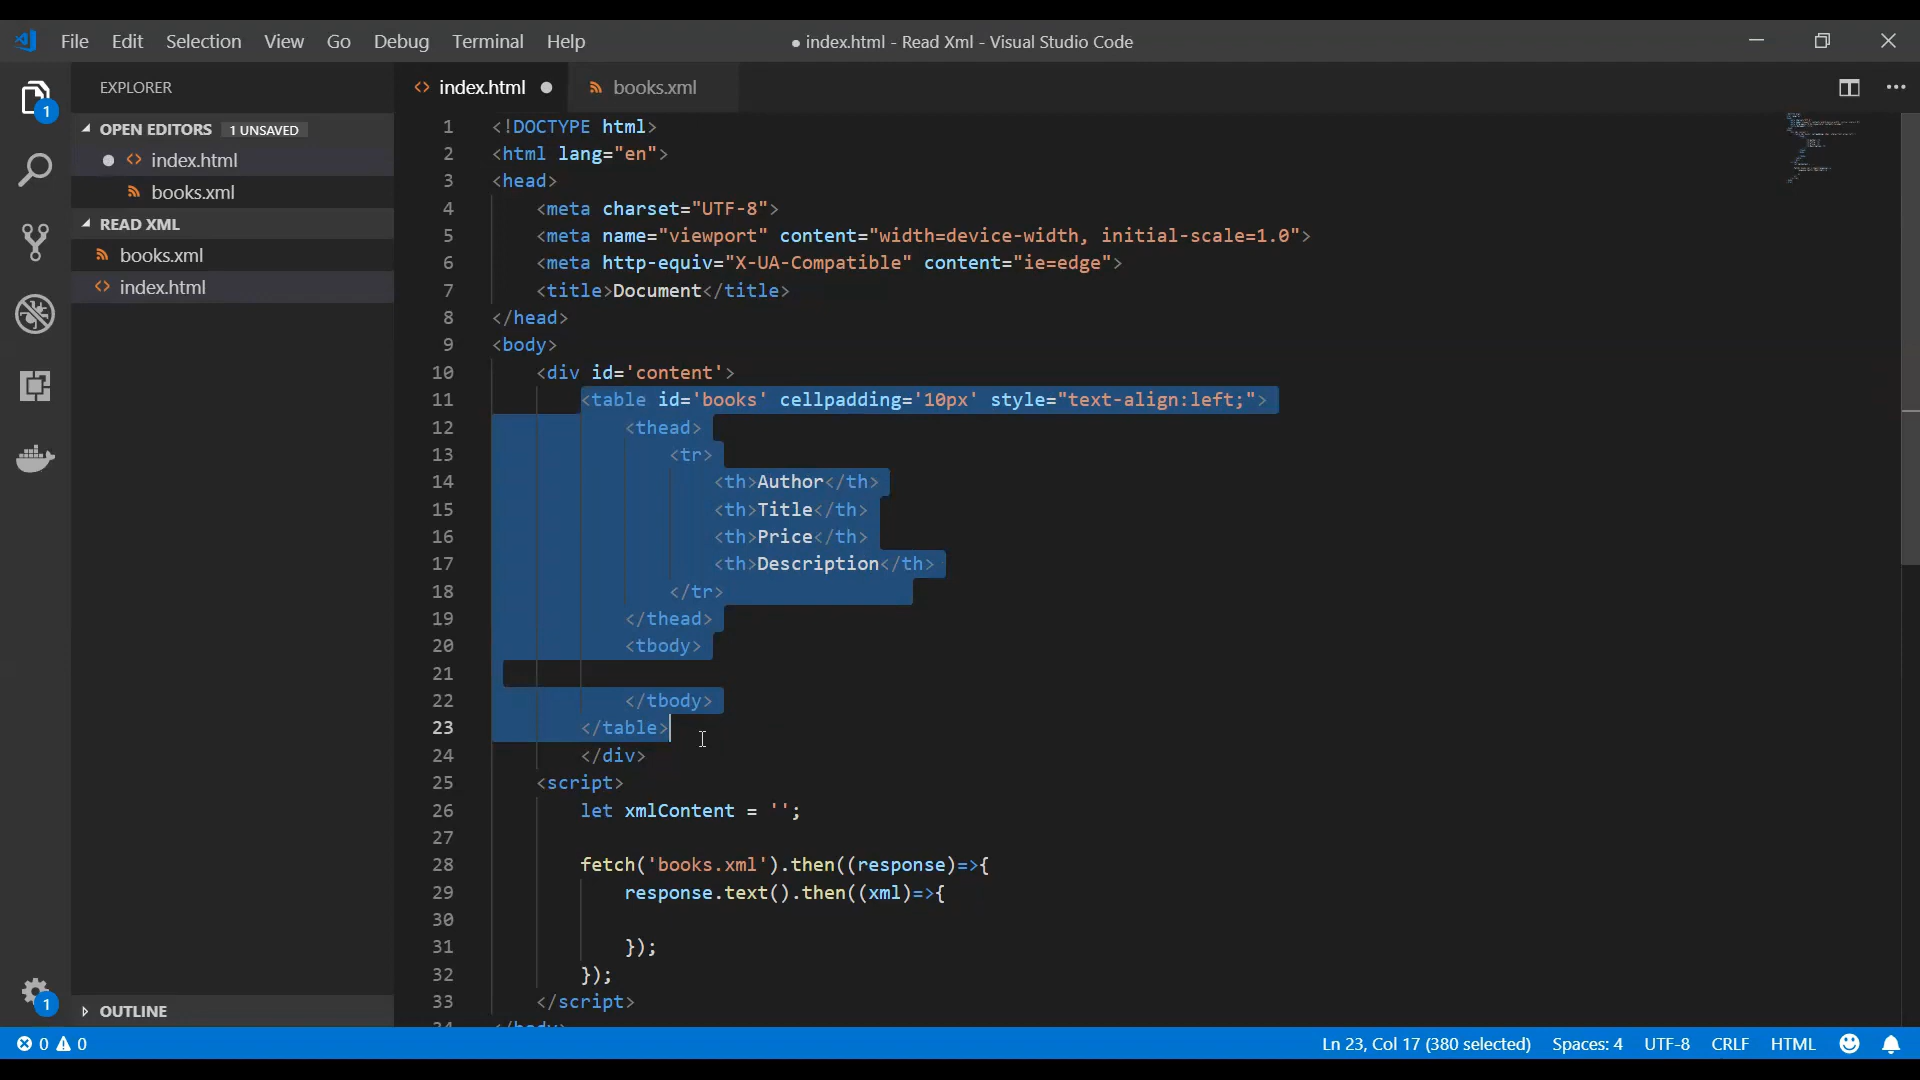 File Edit Selection View Go Debug Terminal Help
● index.html - Read Xml - Visual Studio Code
EXPLORER
OPEN EDITORS 1 UNSAVED
index.html
books.xml
READ XML
books.xml
index.html
OUTLINE
1
1
index.html
books.xml
1 <!DOCTYPE html>
2 <html lang="en">
3 <head>
4 <meta charset="UTF-8">
5 <meta name="viewport" content="width=device-width, initial-scale=1.0">
6 <meta http-equiv="X-UA-Compatible" content="ie=edge">
7 <title>Document</title>
8 </head>
9 <body>
10 <div id='content'>
11 <table id='books' cellpadding='10px' style="text-align:left;">
12 <thead>
13 <tr>
14 <th>Author</th>
15 <th>Title</th>
16 <th>Price</th>
17 <th>Description</th>
18 </tr>
19 </thead>
20 <tbody>
21
22 </tbody>
23 </table>
24 </div>
25 <script>
26 let xmlContent = '';
27
28 fetch('books.xml').then((response)=>{
29 response.text().then((xml)=>{
30
31 });
32 });
33 </script>
34 </body>
0 0
Ln 23, Col 17 (380 selected) Spaces: 4 UTF-8 CRLF HTML